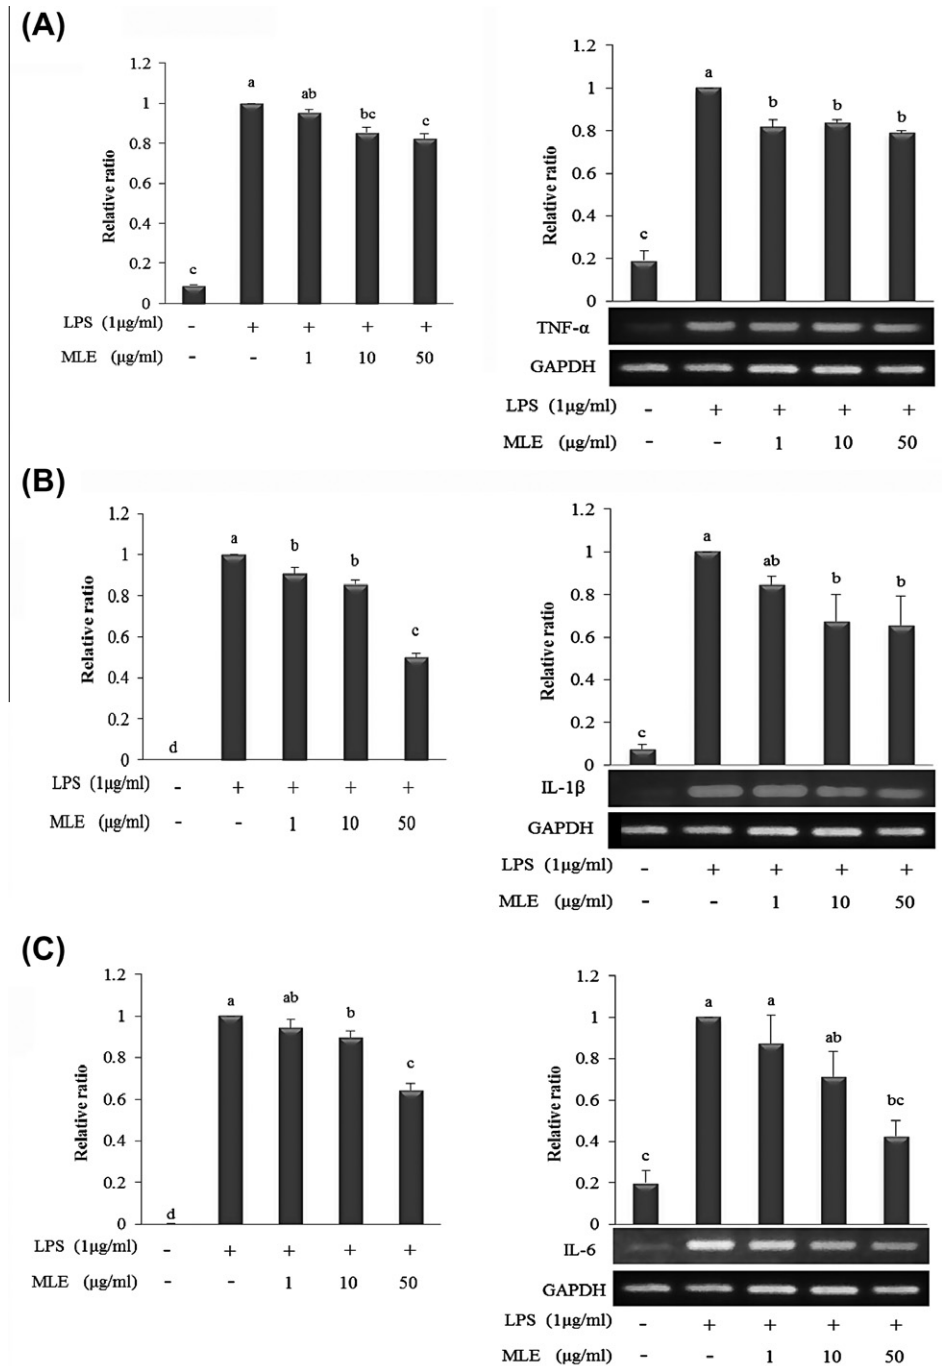 (A)
1.2
1
0.8
0.6
0.4
0.2
0
Relative ratio
c a ab bc c
LPS (1μg/ml) - + + + +
MLE (μg/ml) - - 1 10 50
1.2
1
0.8
0.6
0.4
0.2
0
Relative ratio
c a b b b
TNF-α
GAPDH
LPS (1μg/ml) - + + + +
MLE (μg/ml) - - 1 10 50
(B)
1.2
1
0.8
0.6
0.4
0.2
0
Relative ratio
d a b b c
LPS (1μg/ml) - + + + +
MLE (μg/ml) - - 1 10 50
1.2
1
0.8
0.6
0.4
0.2
0
Relative ratio
c a ab b b
IL-1β
GAPDH
LPS (1μg/ml) - + + + +
MLE (μg/ml) - - 1 10 50
(C)
1.2
1
0.8
0.6
0.4
0.2
0
Relative ratio
d a ab b c
LPS (1μg/ml) - + + + +
MLE (μg/ml) - - 1 10 50
1.2
1
0.8
0.6
0.4
0.2
0
Relative ratio
c a a ab bc
IL-6
GAPDH
LPS (1μg/ml) - + + + +
MLE (μg/ml) - - 1 10 50